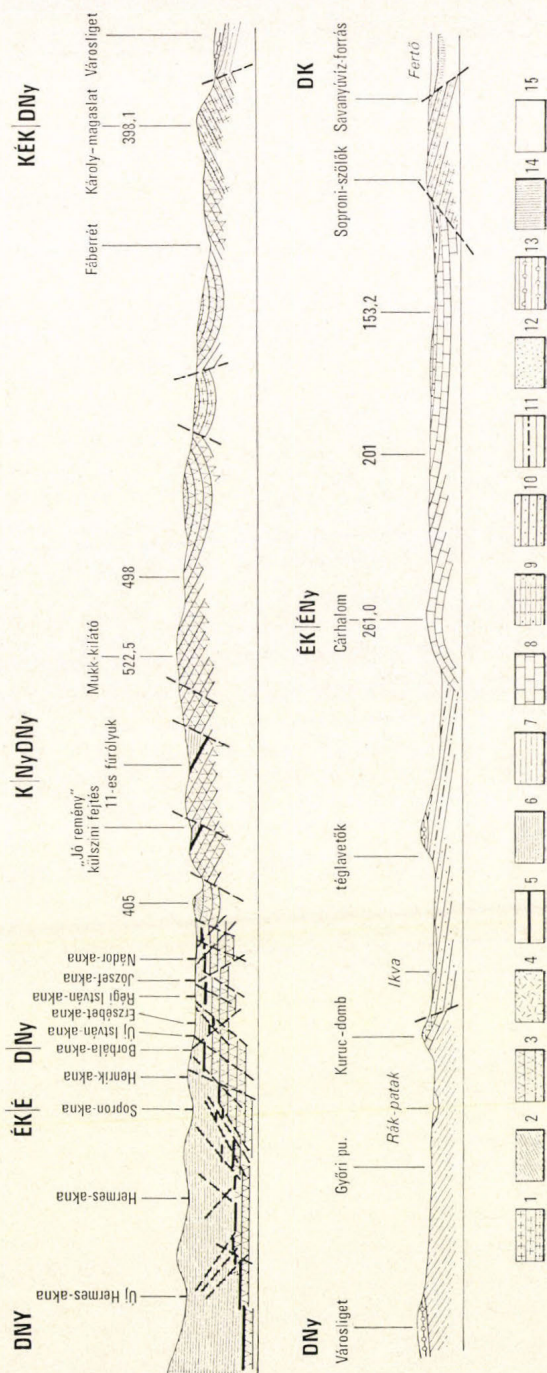 DNY
ÉK|É
D|Ny
K|NyDNy
KÉK|DNy
Új Hermes-akna
Hermes-akna
Sopron-akna
Henrik-akna
Borbála-akna
Új István-akna
Erzsébet-akna
Régi István-akna
József-akna
Nádor-akna
405
„Jó remény”
külszíni fejtés
11-es fúrólyuk
Mukk-kilátó
522,5
498
Fáberrét
Károly-magaslat
398,1
Városliget
DNy
ÉK|ÉNy
DK
Városliget
Győri pu.
Rák-patak
Kuruc-domb
Ikva
téglavetők
Cárhalom
261,0
201
153,2
Soproni-szőlők
Savanyúvíz-forrás
Fertő
1
2
3
4
5
6
7
8
9
10
11
12
13
14
15